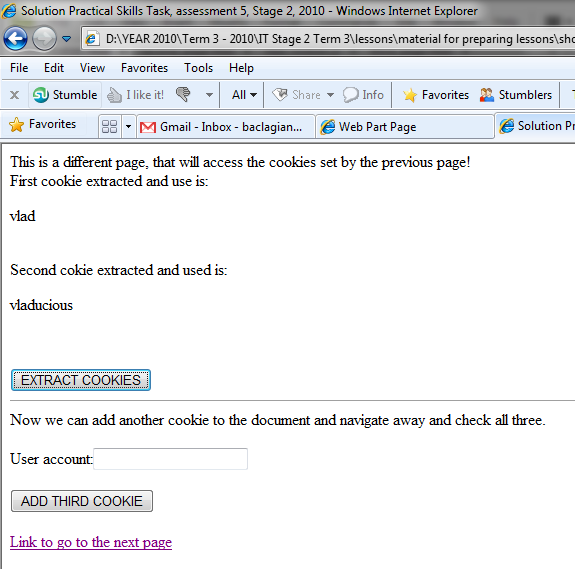 Solution Practical Skills Task, assessment 5, Stage 2, 2010 - Windows Internet Explorer
D:\YEAR 2010\Term 3 - 2010\IT Stage 2 Term 3\lessons\material for preparing lessons\sho
File Edit View Favorites Tools Help
x Stumble I like it! All Share Info Favorites Stumblers
Favorites Gmail - Inbox - baclagian... Web Part Page Solution Pr
This is a different page, that will access the cookies set by the previous page!
First cookie extracted and use is:
vlad
Second cokie extracted and used is:
vladucious
EXTRACT COOKIES
Now we can add another cookie to the document and navigate away and check all three.
User account:
ADD THIRD COOKIE
Link to go to the next page